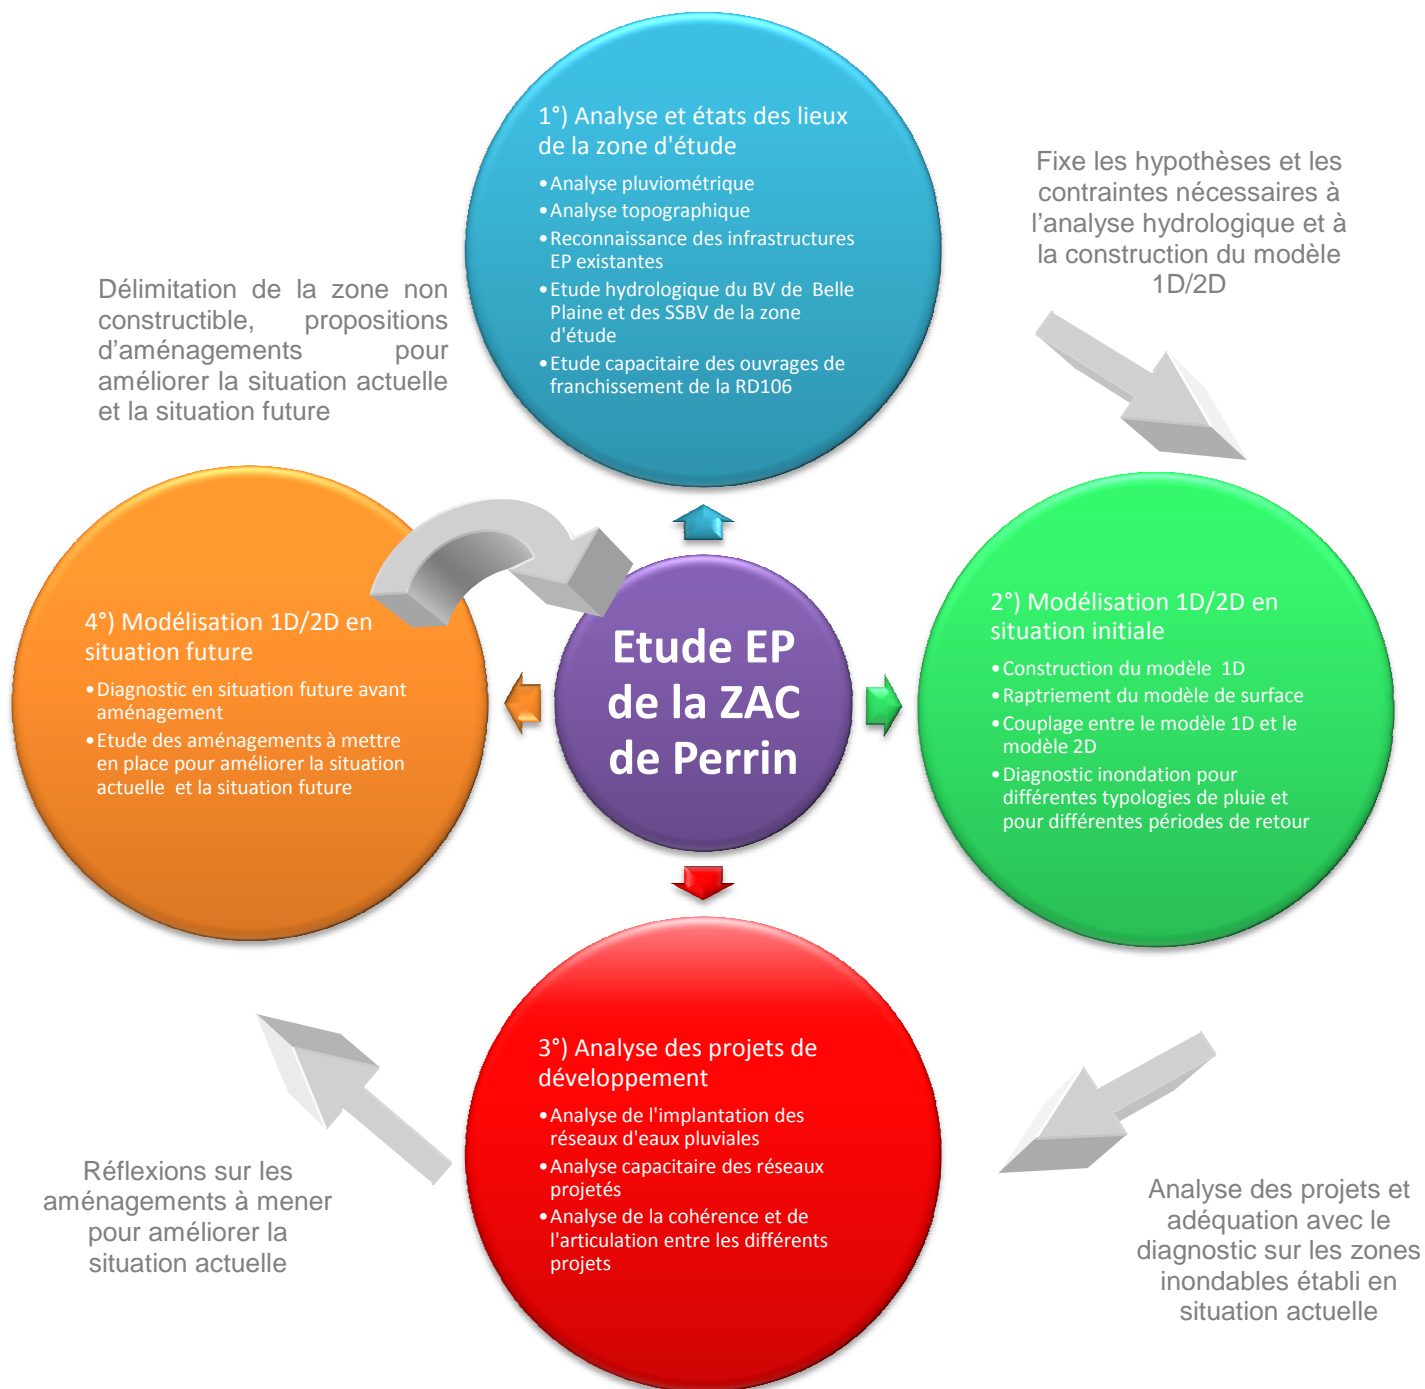 1°) Analyse et états des lieux
de la zone d'étude
•Analyse pluviométrique
•Analyse topographique
•Reconnaissance des infrastructures
EP existantes
•Etude hydrologique du BV de Belle
Plaine et des SSBV de la zone
d'étude
•Etude capacitaire des ouvrages de
franchissement de la RD106
Fixe les hypothèses et les
contraintes nécessaires à
l'analyse hydrologique et à
la construction du modèle
1D/2D
Délimitation de la zone non
constructible, propositions
d'aménagements pour
améliorer la situation actuelle
et la situation future
Etude EP
de la ZAC
de Perrin
2°) Modélisation 1D/2D en
situation initiale
•Construction du modèle 1D
•Raptriement du modèle de surface
•Couplage entre le modèle 1D et le
modèle 2D
•Diagnostic inondation pour
différentes typologies de pluie et
pour différentes périodes de retour
4°) Modélisation 1D/2D en
situation future
•Diagnostic en situation future avant
aménagement
•Etude des aménagements à mettre
en place pour améliorer la situation
actuelle et la situation future
3°) Analyse des projets de
développement
•Analyse de l'implantation des
réseaux d'eaux pluviales
•Analyse capacitaire des réseaux
projetés
•Analyse de la cohérence et de
l'articulation entre les différents
projets
Analyse des projets et
adéquation avec le
diagnostic sur les zones
inondables établi en
situation actuelle
Réflexions sur les
aménagements à mener
pour améliorer la
situation actuelle